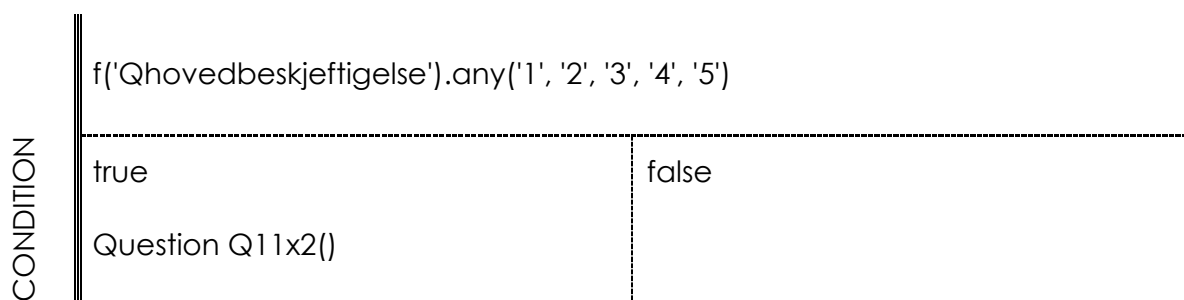 CONDITION
f('Qhovedbeskjeftigelse').any('1', '2', '3', '4', '5')
true
false
Question Q11x2()